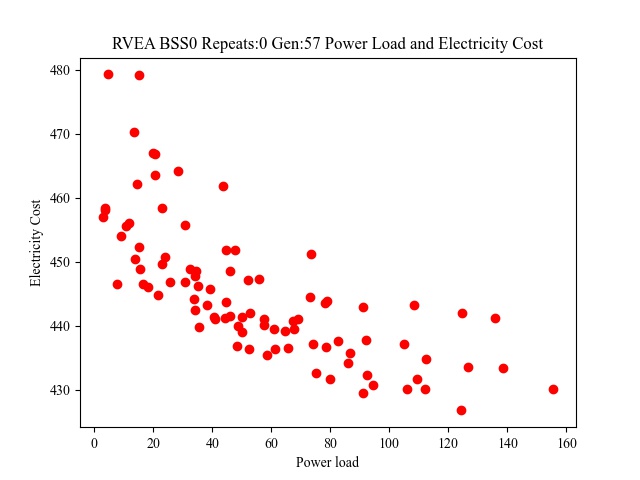 RVEA BSS0 Repeats:0 Gen:57 Power Load and Electricity Cost
480
470
460
450
440
430
Electricity Cost
0 20 40 60 80 100 120 140 160
Power load